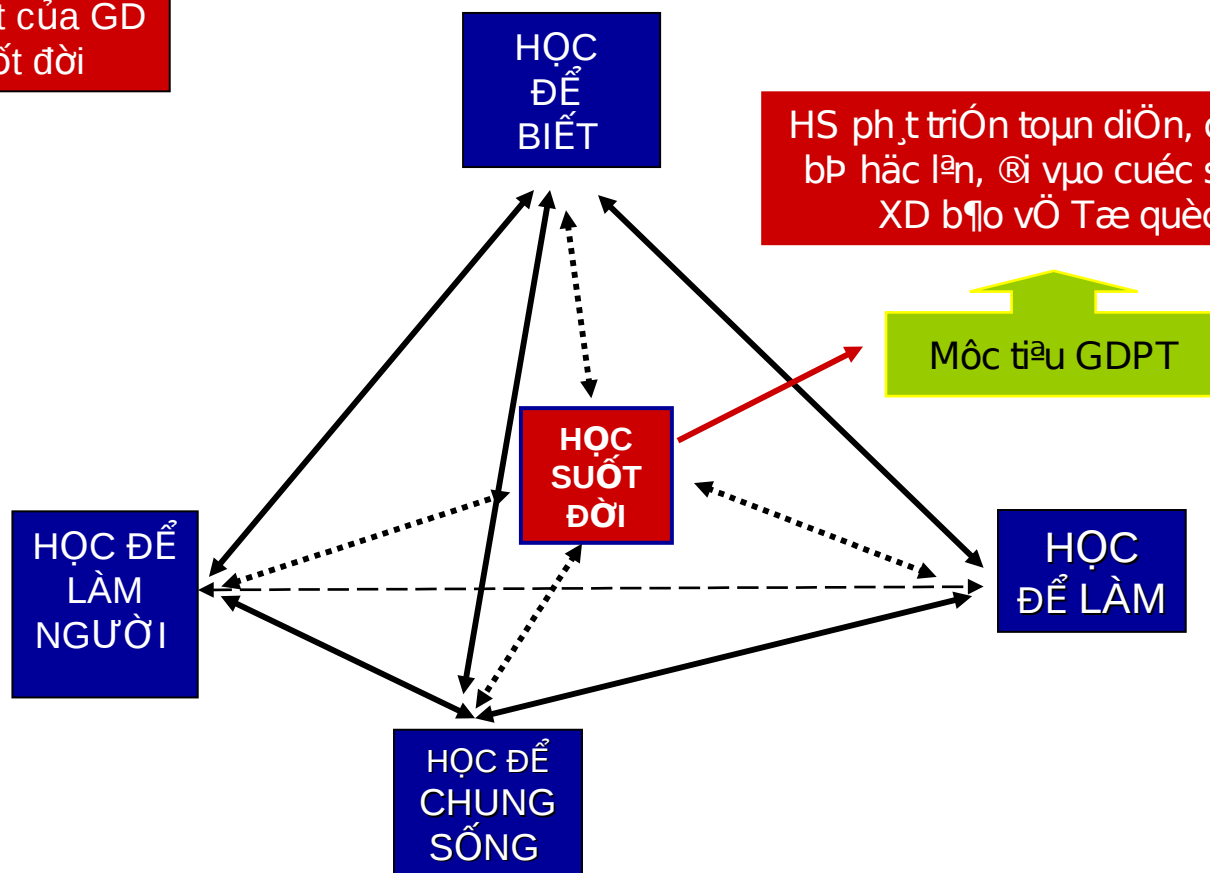 t của GD
ốt đời
HỌC
ĐỂ
BIẾT
HS ph¸t triÓn toµn diÖn,
bÞ häc lªn, ®i vµo cuéc s
XD b¶o vÖ Tæ quèc
Môc tiªu GDPT
HỌC
SUỐT
ĐỜI
HỌC ĐỂ
LÀM
NGƯỜI
HỌC
ĐỂ LÀM
HỌC ĐỂ
CHUNG
SỐNG